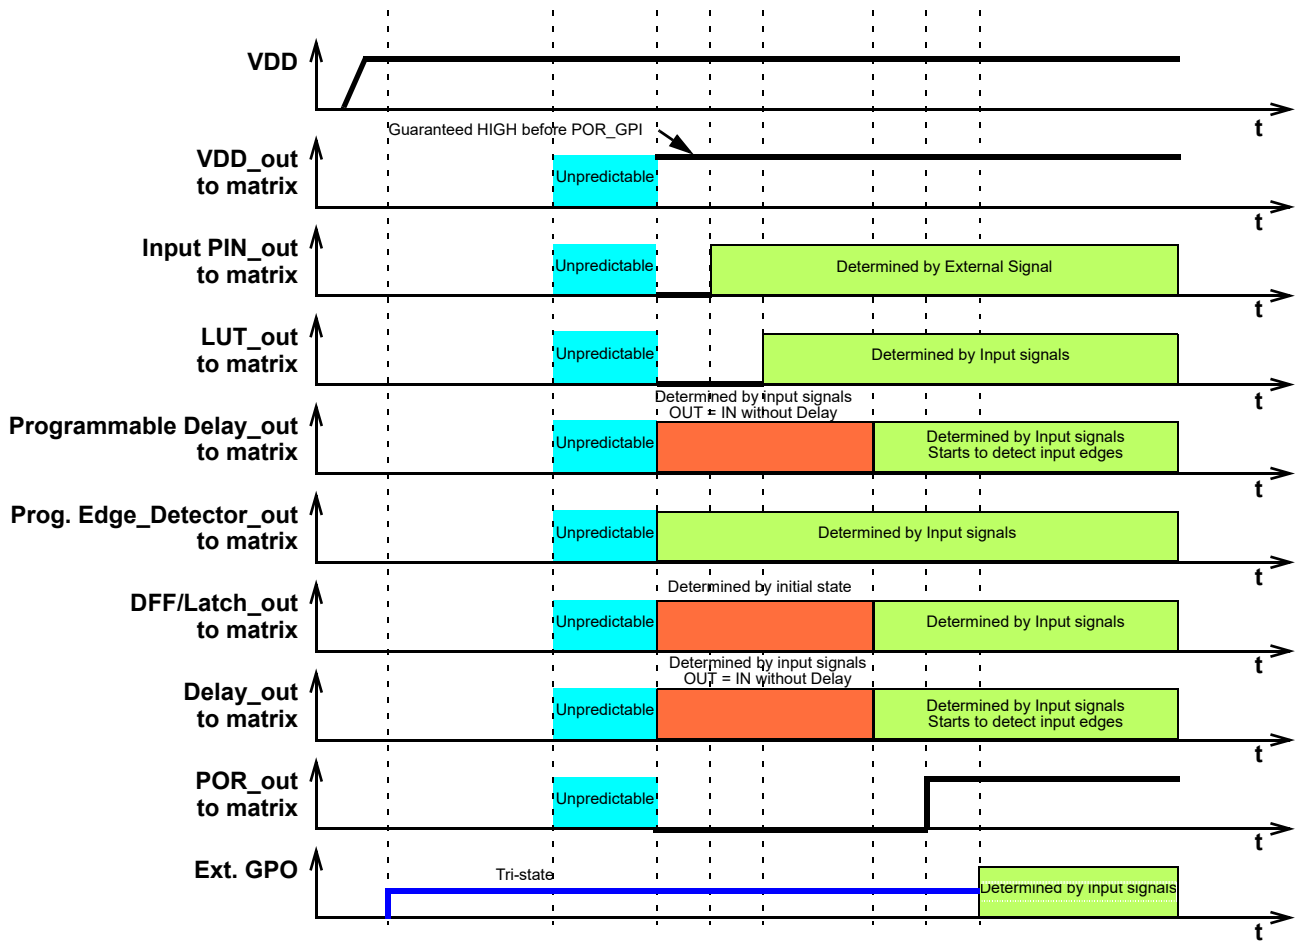 VDD
t
Guaranteed HIGH before POR_GPI
VDD_out
to matrix
Unpredictable
t
Input PIN_out
to matrix
Unpredictable
Determined by External Signal
t
LUT_out
to matrix
Unpredictable
Determined by Input signals
t
Determined by input signals
OUT = IN without Delay
Programmable Delay_out
to matrix
Unpredictable
Determined by Input signals
Starts to detect input edges
t
Prog. Edge_Detector_out
to matrix
Unpredictable
Determined by Input signals
t
Determined by initial state
DFF/Latch_out
to matrix
Unpredictable
Determined by Input signals
t
Determined by input signals
OUT = IN without Delay
Delay_out
to matrix
Unpredictable
Determined by Input signals
Starts to detect input edges
t
POR_out
to matrix
Unpredictable
t
Ext. GPO
Tri-state
Determined by input signals
t